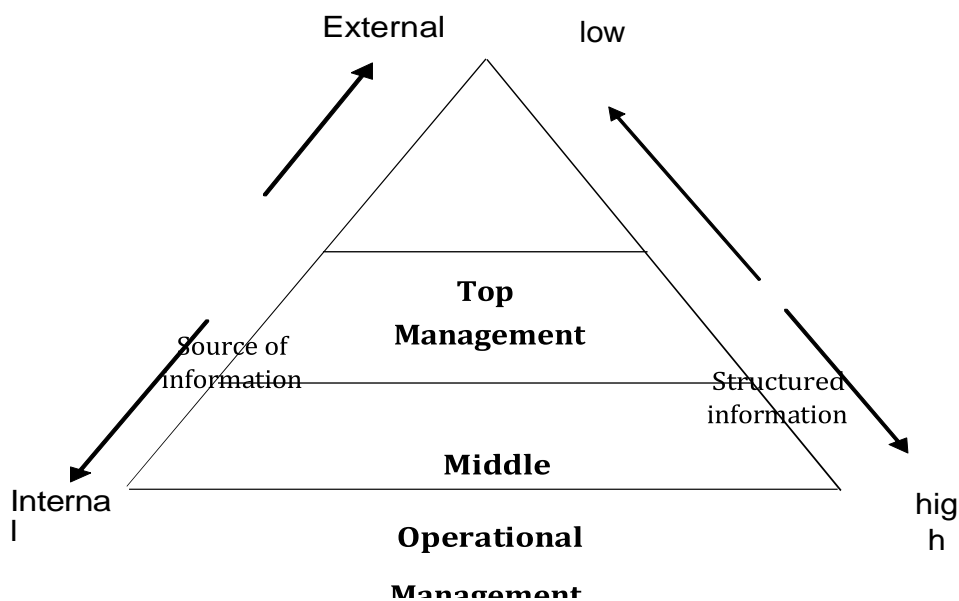 External
low
Top
Management
Source of
information
Structured
information
Middle
Interna
l
hig
h
Operational
Management